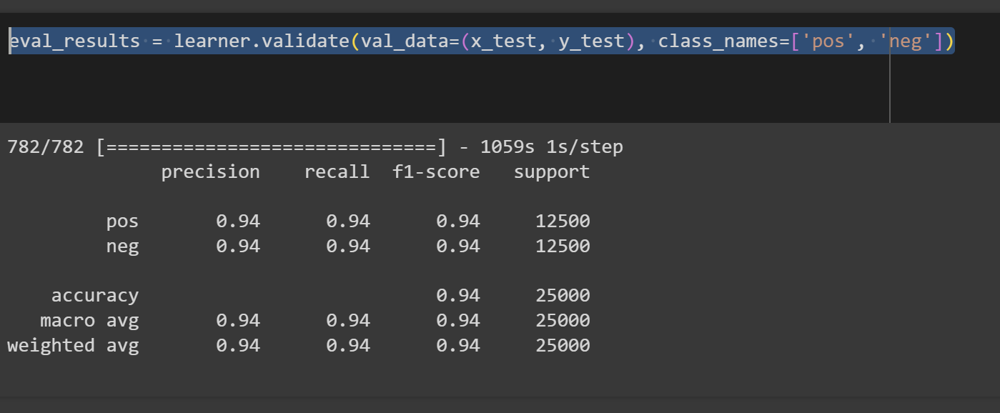 eval_results = learner.validate(val_data=(x_test, y_test), class_names=['pos', 'neg'])
782/782 [==============================] - 1059s 1s/step
precision recall f1-score support
pos 0.94 0.94 0.94 12500
neg 0.94 0.94 0.94 12500
accuracy 0.94 25000
macro avg 0.94 0.94 0.94 25000
weighted avg 0.94 0.94 0.94 25000